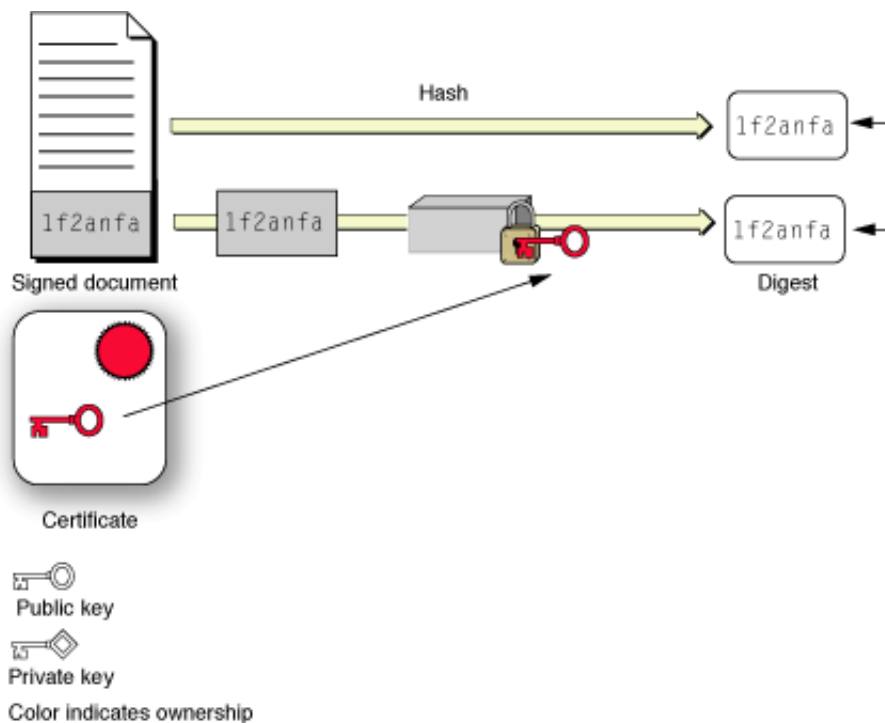 Hash
1f2anfa
1f2anfa
1f2anfa
1f2anfa
Signed document
Digest
Certificate
Public key
Private key
Color indicates ownership